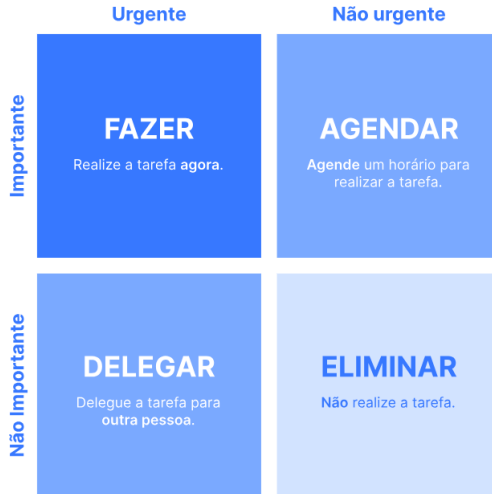 Urgente
Não urgente
Importante
FAZER
Realize a tarefa agora.
AGENDAR
Agende um horário para
realizar a tarefa.
Não Importante
DELEGAR
Delegue a tarefa para
outra pessoa.
ELIMINAR
Não realize a tarefa.